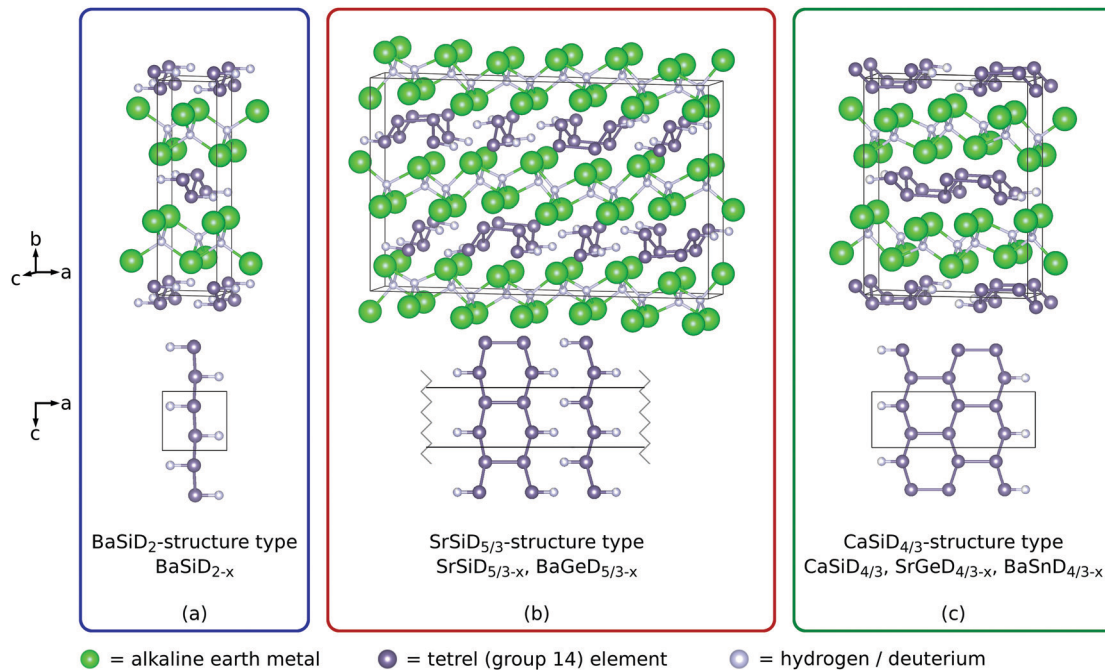 b
c a
a
c
BaSiD₂-structure type
BaSiD₂₋ₓ
(a)
SrSiD₅/₃-structure type
SrSiD₅/₃₋ₓ, BaGeD₅/₃₋ₓ
(b)
CaSiD₄/₃-structure type
CaSiD₄/₃, SrGeD₄/₃₋ₓ, BaSnD₄/₃₋ₓ
(c)
= alkaline earth metal = tetrel (group 14) element = hydrogen / deuterium